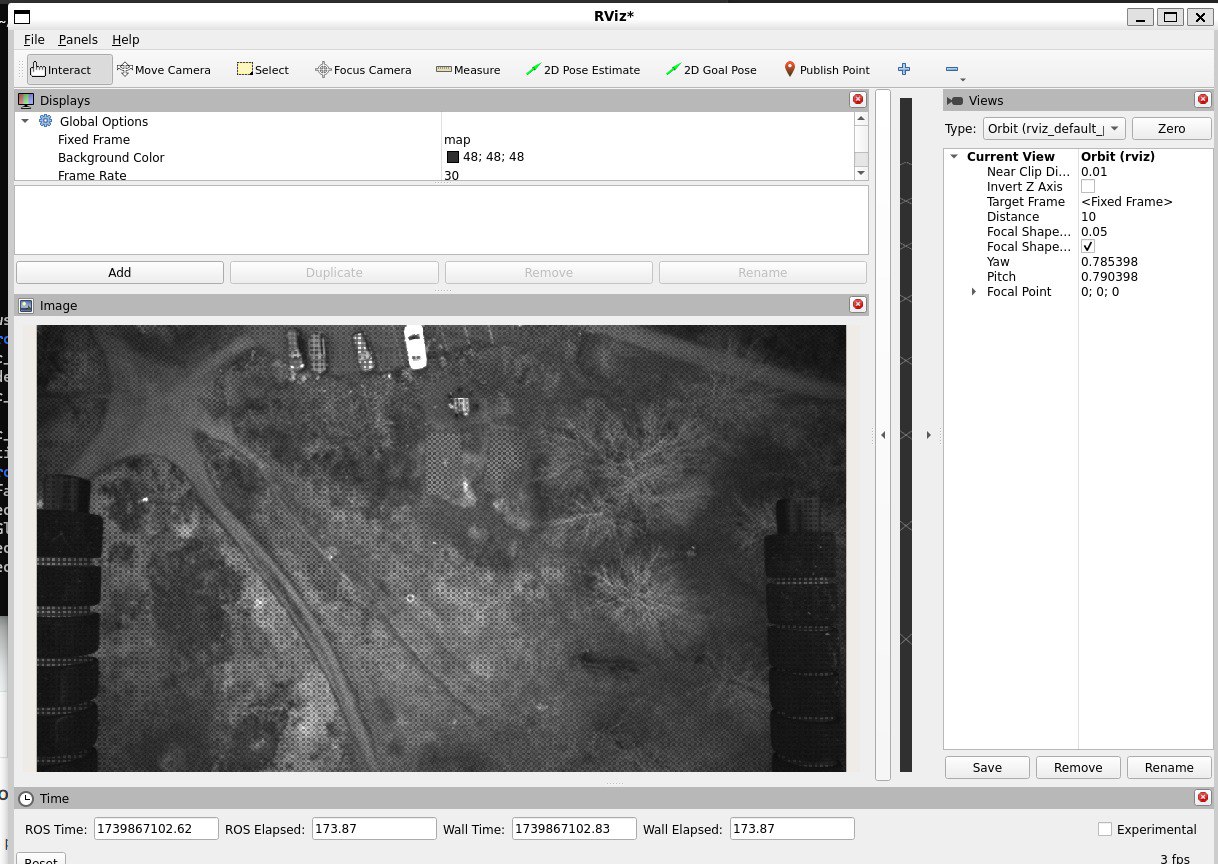 RViz*
File Panels Help
Interact Move Camera Select Focus Camera Measure 2D Pose Estimate 2D Goal Pose Publish Point
Displays
Global Options
Fixed Frame map
Background Color 48; 48; 48
Frame Rate 30
Add Duplicate Remove Rename
Image
Views
Type: Orbit (rviz_default_ Zero
Current View Orbit (rviz)
Near Clip Di... 0.01
Invert Z Axis
Target Frame <Fixed Frame>
Distance 10
Focal Shape... 0.05
Focal Shape...
Yaw 0.785398
Pitch 0.790398
Focal Point 0; 0; 0
Save Remove Rename
Time
ROS Time: 1739867102.62 ROS Elapsed: 173.87 Wall Time: 1739867102.83 Wall Elapsed: 173.87 Experimental
Reset 3 fps